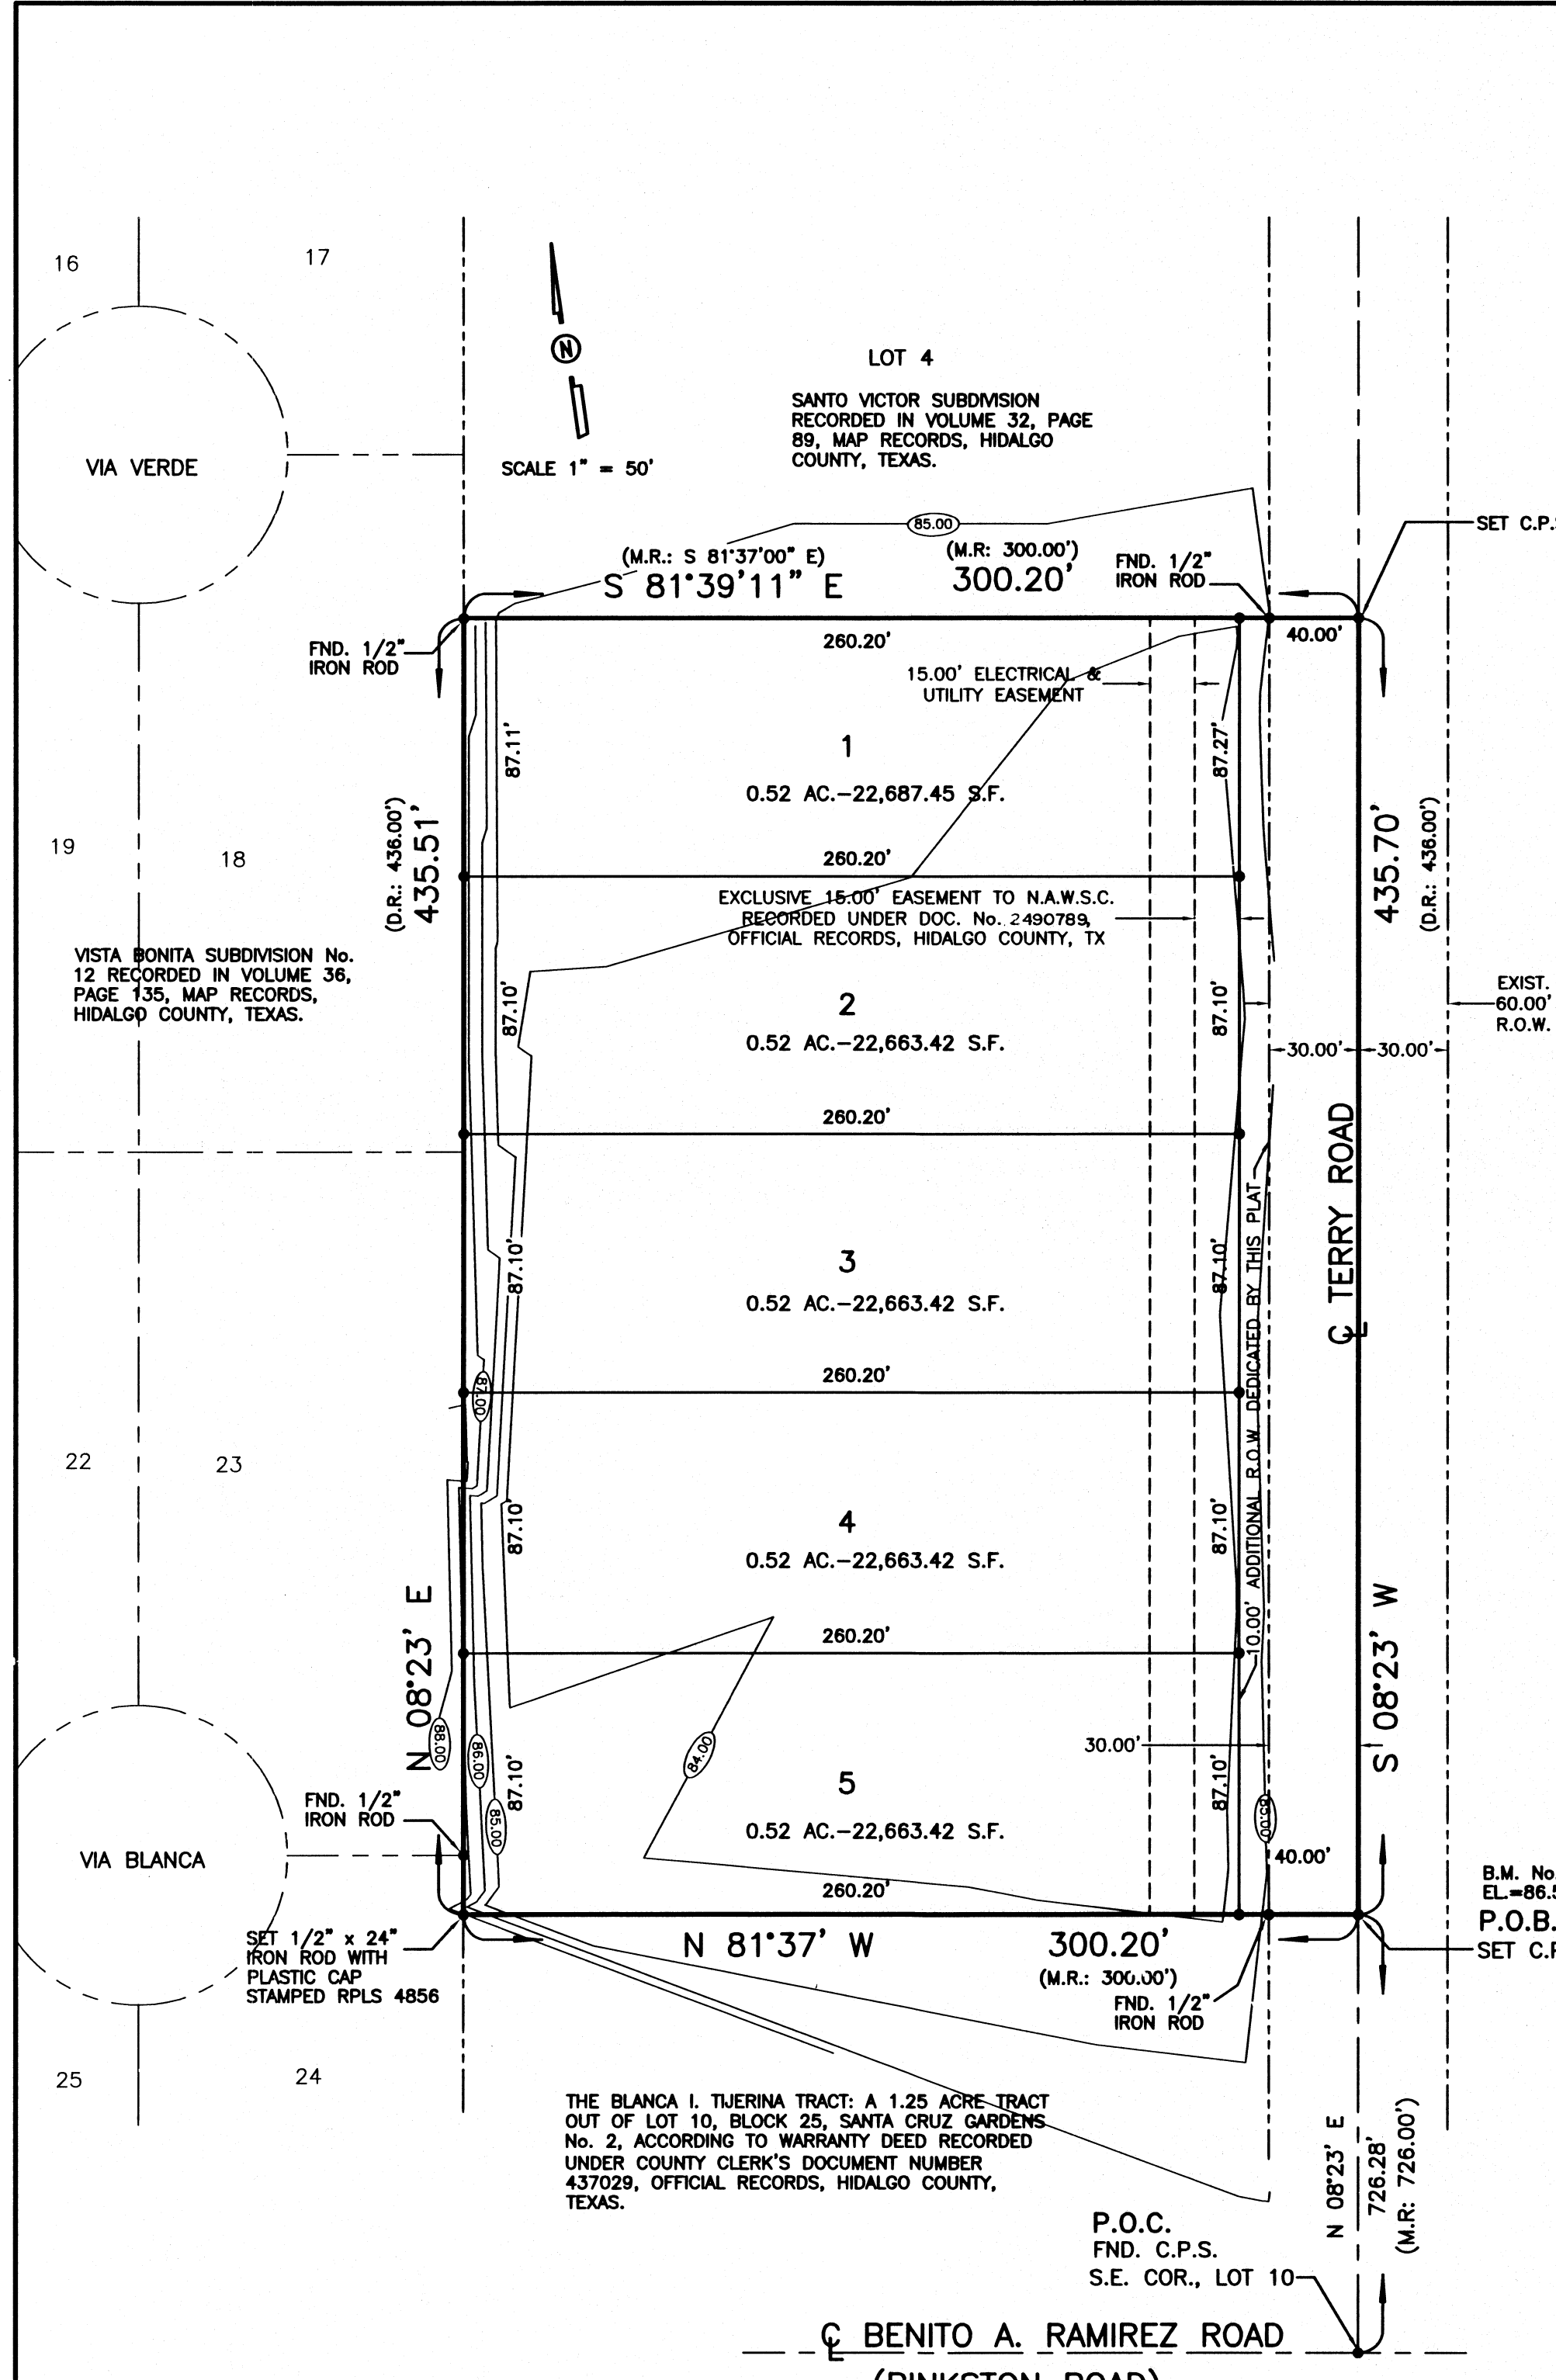 16
17
N
VIA VERDE
SCALE 1" = 50'
LOT 4
SANTO VICTOR SUBDIVISION
RECORDED IN VOLUME 32, PAGE
89, MAP RECORDS, HIDALGO
COUNTY, TEXAS.
85.00
(M.R.: S 81°37'00" E)
S 81°39'11" E
(M.R: 300.00')
300.20'
FND. 1/2"
IRON ROD
SET C.P.
FND. 1/2"
IRON ROD
260.20'
40.00'
15.00' ELECTRICAL &
UTILITY EASEMENT
87.11'
1
87.27'
0.52 AC.-22,687.45 S.F.
(D.R.: 436.00')
435.51'
435.70'
(D.R.: 436.00')
19
18
260.20'
EXCLUSIVE 15.00' EASEMENT TO N.A.W.S.C.
RECORDED UNDER DOC. No. 2490789,
OFFICIAL RECORDS, HIDALGO COUNTY, TX
VISTA BONITA SUBDIVISION No.
12 RECORDED IN VOLUME 36,
PAGE 135, MAP RECORDS,
HIDALGO COUNTY, TEXAS.
87.10'
2
87.10'
0.52 AC.-22,663.42 S.F.
EXIST.
60.00'
R.O.W.
30.00'
30.00'
260.20'
℄ TERRY ROAD
10.00' ADDITIONAL R.O.W. DEDICATED BY THIS PLAT
87.10'
3
87.10'
0.52 AC.-22,663.42 S.F.
260.20'
87.00
22
23
87.10'
4
87.10'
0.52 AC.-22,663.42 S.F.
N 08°23' E
S 08°23' W
260.20'
88.00
86.00
84.00
30.00'
87.10'
5
87.10'
85.00
85.00
0.52 AC.-22,663.42 S.F.
FND. 1/2"
IRON ROD
VIA BLANCA
260.20'
40.00'
B.M. No.
EL.=86.5
P.O.B.
SET C.P
SET 1/2" x 24"
IRON ROD WITH
PLASTIC CAP
STAMPED RPLS 4856
N 81°37' W
300.20'
(M.R.: 300.00')
FND. 1/2"
IRON ROD
25
24
THE BLANCA I. TIJERINA TRACT: A 1.25 ACRE TRACT
OUT OF LOT 10, BLOCK 25, SANTA CRUZ GARDENS
No. 2, ACCORDING TO WARRANTY DEED RECORDED
UNDER COUNTY CLERK'S DOCUMENT NUMBER
437029, OFFICIAL RECORDS, HIDALGO COUNTY,
TEXAS.
N 08°23' E
726.28'
(M.R: 726.00')
P.O.C.
FND. C.P.S.
S.E. COR., LOT 10
℄ BENITO A. RAMIREZ ROAD
(PINKSTON ROAD)